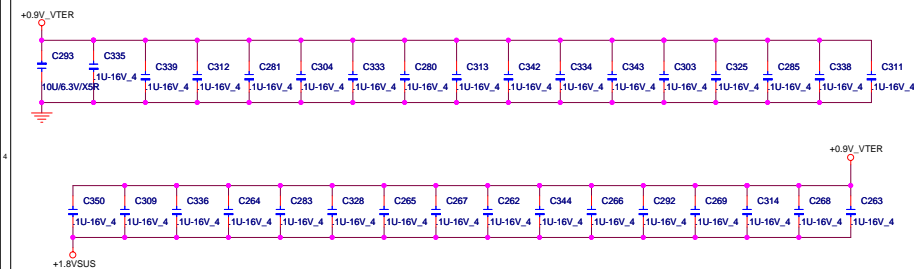 +0.9V_VTER
C293 C335 C339 C312 C281 C304 C333 C280 C313 C342 C334 C343 C303 C325 C285 C338 C311
10U/6.3V//X5R .1U-16V_4 .1U-16V_4 .1U-16V_4 .1U-16V_4 .1U-16V_4 .1U-16V_4 .1U-16V_4 .1U-16V_4 .1U-16V_4 .1U-16V_4 .1U-16V_4 .1U-16V_4 .1U-16V_4 .1U-16V_4 .1U-16V_4 .1U-16V_4
4
+0.9V_VTER
C350 C309 C336 C264 C283 C328 C265 C267 C262 C344 C266 C292 C269 C314 C268 C263
.1U-16V_4 .1U-16V_4 .1U-16V_4 .1U-16V_4 .1U-16V_4 .1U-16V_4 .1U-16V_4 .1U-16V_4 .1U-16V_4 .1U-16V_4 .1U-16V_4 .1U-16V_4 .1U-16V_4 .1U-16V_4 .1U-16V_4 .1U-16V_4
+1.8VSUS